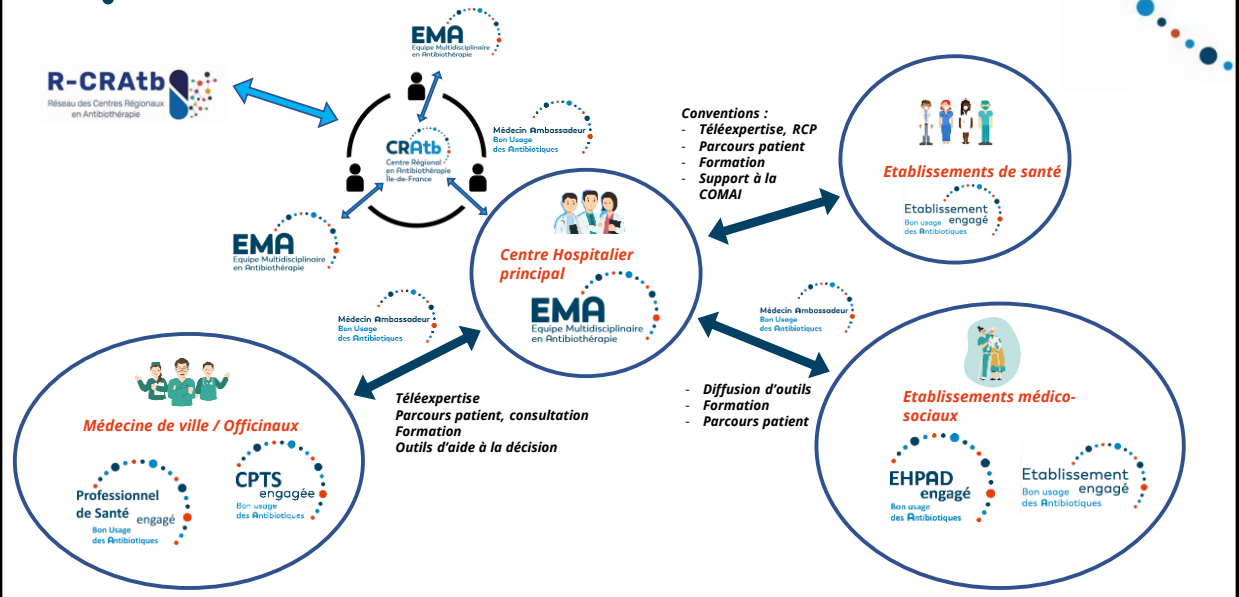 EMA
Equipe Multidisciplinaire
en Antibiothérapie
R-CRAtb
Réseau des Centres Régionaux
en Antibiothérapie
CRAtb
Centre Régional
en Antibiothérapie
Île-de-France
Médecin Ambassadeur
Bon Usage
des Antibiotiques
EMA
Equipe Multidisciplinaire
en Antibiothérapie
Conventions :
- Téléexpertise, RCP
- Parcours patient
- Formation
- Support à la
COMAI
Etablissements de santé
Etablissement
engagé
Bon usage
des Antibiotiques
Centre Hospitalier
principal
EMA
Equipe Multidisciplinaire
en Antibiothérapie
Médecin Ambassadeur
Bon Usage
des Antibiotiques
Médecin Ambassadeur
Bon Usage
des Antibiotiques
Médecine de ville / Officinaux
Professionnel
de Santé engagé
Bon Usage
des Antibiotiques
CPTS
engagée
Bon usage
des Antibiotiques
Téléexpertise
Parcours patient, consultation
Formation
Outils d’aide à la décision
- Diffusion d’outils
- Formation
- Parcours patient
Etablissements médico-
sociaux
EHPAD
engagé
Bon usage
des Antibiotiques
Etablissement
engagé
Bon usage
des Antibiotiques